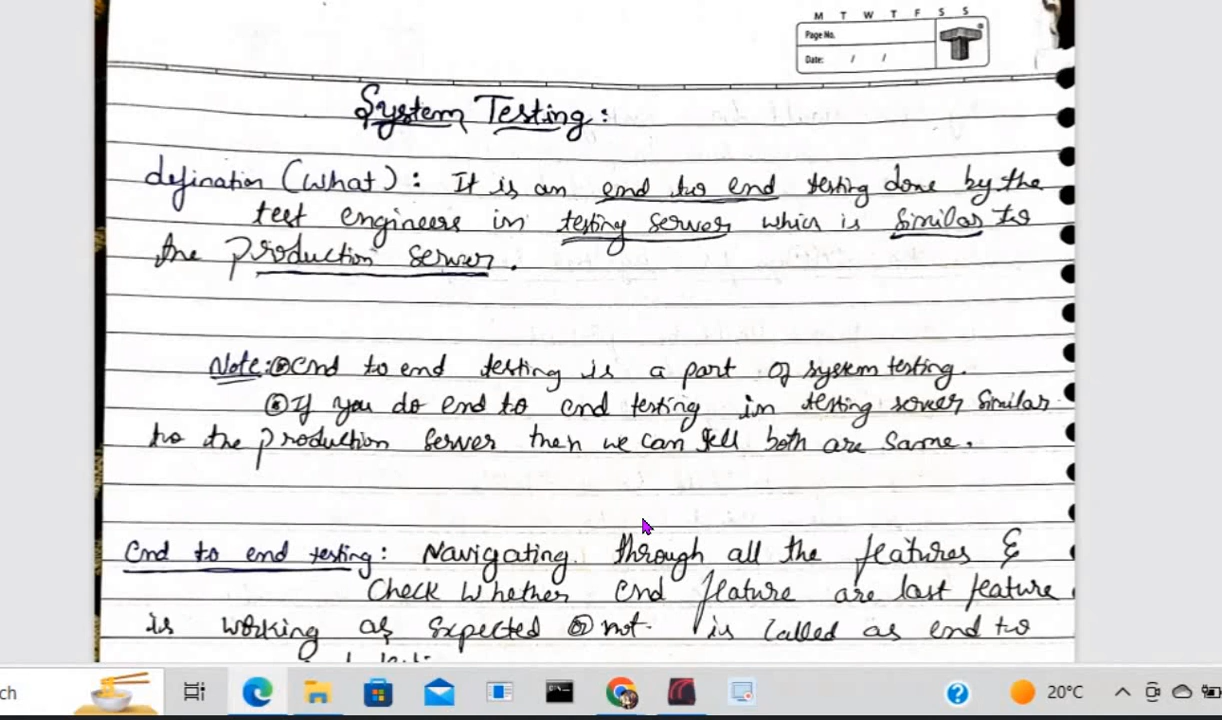 M T W T F S S
Page No.
Date: / /
System Testing:
defination (what): It is an end to end testing done by the
test engineers in testing server which is similar to
the production server.
Note: ⊙ End to end testing is a part of system testing.
⊙ If you do end to end testing in testing server similar
to the production server then we can tell both are same.
End to end testing: Navigating through all the features &
Check whether end feature are last feature
is working as expected or not. is called as end to
ch
20°C